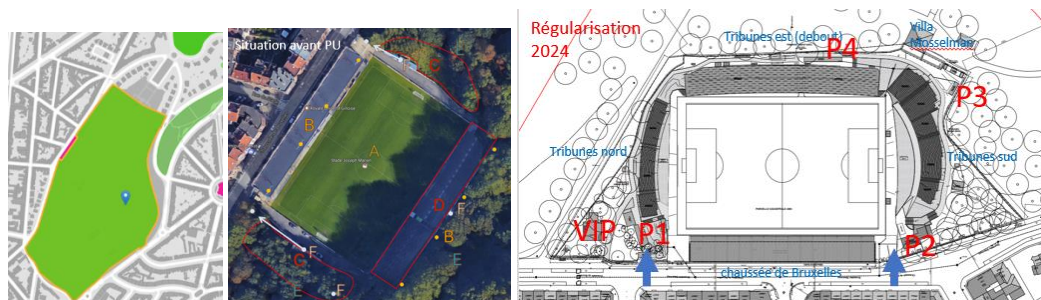 Situation avant PU
C
B
A
D
F
B
E
F
C
E
F
Régularisation
2024
Tribunes est (debout)
P4
Villa
Mosselman
P3
Tribunes nord
Tribunes sud
VIP
P1
P2
chaussée de Bruxelles